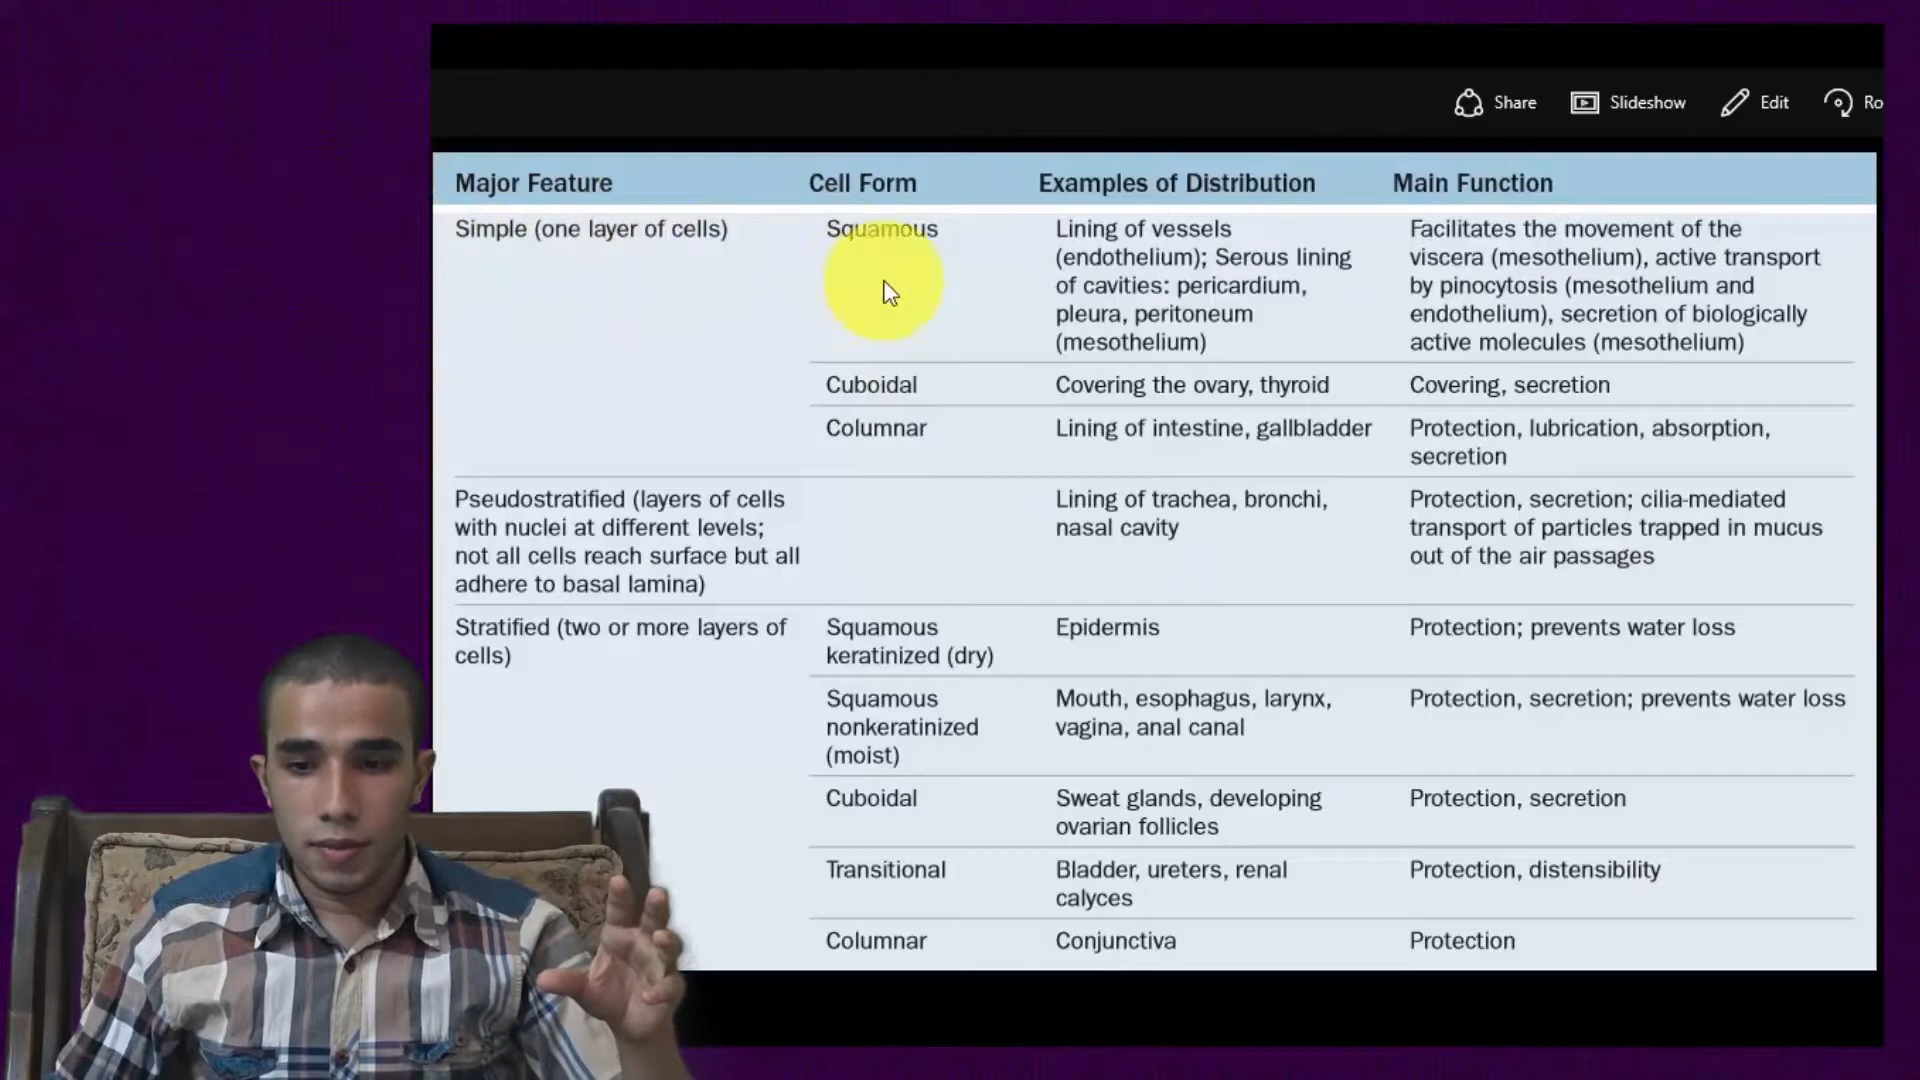 Share Slideshow Edit Ro
Major Feature Cell Form Examples of Distribution Main Function
Simple (one layer of cells) Squamous Lining of vessels Facilitates the movement of the
(endothelium); Serous lining viscera (mesothelium), active transport
of cavities: pericardium, by pinocytosis (mesothelium and
pleura, peritoneum endothelium), secretion of biologically
(mesothelium) active molecules (mesothelium)
Cuboidal Covering the ovary, thyroid Covering, secretion
Columnar Lining of intestine, gallbladder Protection, lubrication, absorption,
secretion
Pseudostratified (layers of cells Lining of trachea, bronchi, Protection, secretion; cilia-mediated
with nuclei at different levels; nasal cavity transport of particles trapped in mucus
not all cells reach surface but all out of the air passages
adhere to basal lamina)
Stratified (two or more layers of Squamous Epidermis Protection; prevents water loss
cells) keratinized (dry)
Squamous Mouth, esophagus, larynx, Protection, secretion; prevents water loss
nonkeratinized vagina, anal canal
(moist)
Cuboidal Sweat glands, developing Protection, secretion
ovarian follicles
Transitional Bladder, ureters, renal Protection, distensibility
calyces
Columnar Conjunctiva Protection